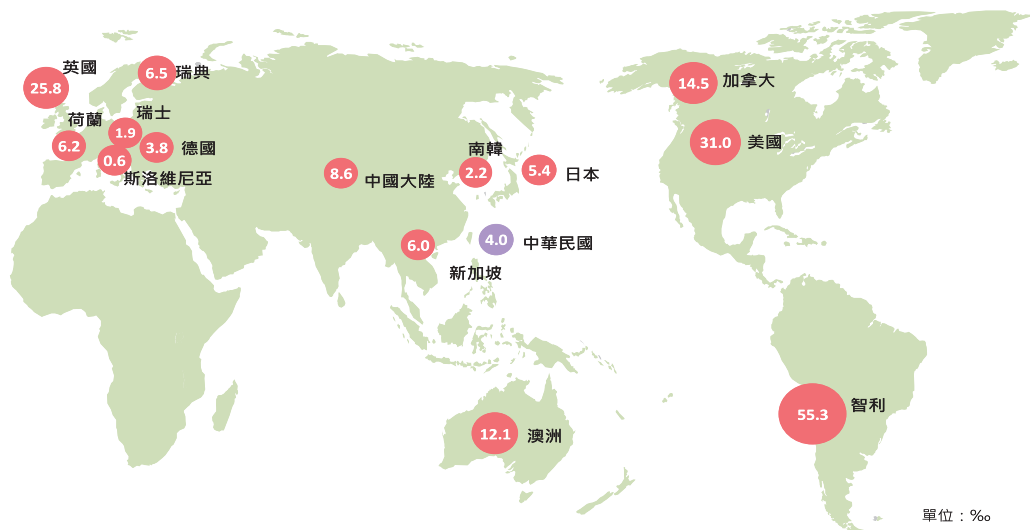 英國
25.8
6.5
瑞典
荷蘭
6.2
瑞士
1.9
3.8
德國
0.6
斯洛維尼亞
8.6
中國大陸
南韓
2.2
5.4
日本
6.0
新加坡
4.0
中華民國
12.1
澳洲
14.5
加拿大
31.0
美國
55.3
智利
單位：‰